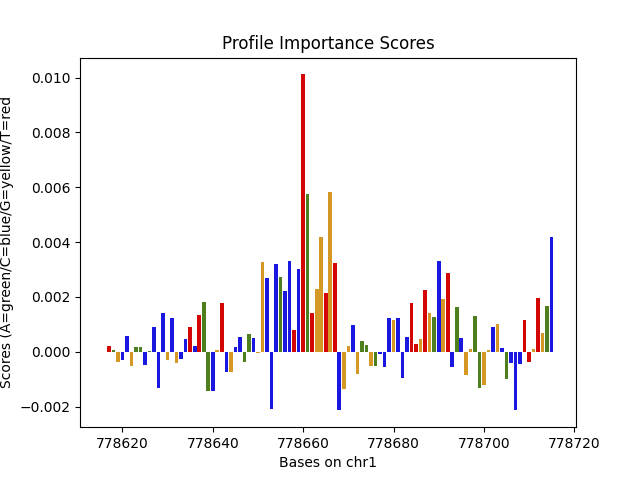 Profile Importance Scores
Scores (A=green/C=blue/G=yellow/T=red
0.010
0.008
0.006
0.004
0.002
0.000
−0.002
778620 778640 778660 778680 778700 778720
Bases on chr1